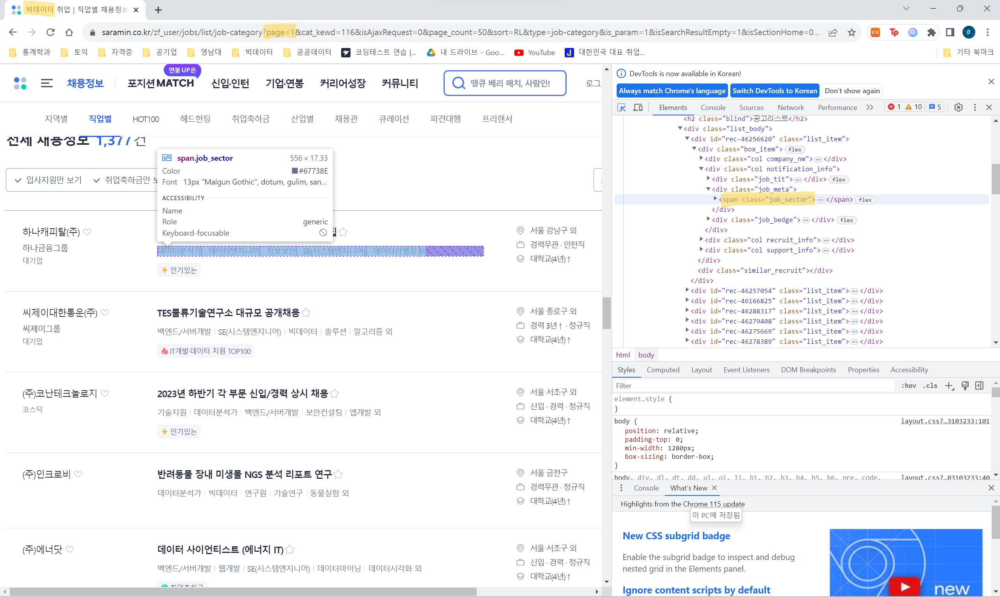 빅데이터 취업 | 직업별 채용정보
saramin.co.kr/zf_user/jobs/list/job-category?page=1&cat_kewd=116&isAjaxRequest=0&page_count=50&sort=RL&type=job-category&is_param=1&isSearchResultEmpty=1&isSectionHome=0...
통계학과 토익 자격증 공기업 영남대 빅데이터 공공데이터 코딩테스트 연습 |... 내 드라이브 - Goo... YouTube 대한민국 대표 취업... 기타 북마크
연봉 UP은
채용정보 포지션 MATCH 신입·인턴 기업·연봉 커리어성장 커뮤니티 땡큐 베리 매치, 사람인! 로그
지역별 직업별 HOT100 헤드헌팅 취업축하금 산업별 채용관 큐레이션 파견대행 프리랜서
전체 채용정보 1,377건
입사지원만 보기 취업축하금만 보
span.job_sector 556 × 17.33
Color #67738E
Font 13px "Malgun Gothic", dotum, gulim, san...
ACCESSIBILITY
Name
Role generic
Keyboard-focusable
하나캐피탈(주)
하나금융그룹
대기업
데이터분석가 데이터엔지니어 정보보안 SE(시스템엔지니어) 데이터라벨링 외
인기있는
서울 강남구 외
경력무관 · 인턴직
대학교(4년)↑
씨제이대한통운(주)
씨제이그룹
대기업
TES물류기술연구소 대규모 공개채용
백엔드/서버개발 SE(시스템엔지니어) 빅데이터 솔루션 알고리즘 외
IT개발·데이터 지원 TOP100
서울 종로구 외
경력 3년↑ · 정규직
대학교(4년)↑
(주)코난테크놀로지
코스닥
2023년 하반기 각 부문 신입/경력 상시 채용
기술지원 데이터분석가 백엔드/서버개발 보안컨설팅 앱개발 외
인기있는
서울 서초구 외
신입 · 경력 · 정규직
대학교(4년)↑
(주)인크로비
반려동물 장내 미생물 NGS 분석 리포트 연구
데이터분석가 빅데이터 연구원 기술연구 동물실험 외
서울 금천구
경력무관 · 정규직
대학교(4년)↑
(주)에너닷
데이터 사이언티스트 (에너지 IT)
백엔드/서버개발 웹개발 SE(시스템엔지니어) 데이터마이닝 데이터시각화 외
취업축하금
서울 서초구 외
신입 · 경력 · 정규직
대학교(4년)↑
DevTools is now available in Korean!
Always match Chrome's language Switch DevTools to Korean Don't show again
Elements Console Sources Network Performance 1 10 5
<h2 class="blind">공고리스트</h2>
<div class="list_body">
<div id="rec-46256620" class="list_item">
<div class="box_item"> flex
<div class="col company_nm">…</div>
<div class="col notification_info">
<div class="job_tit">…</div> flex
<div class="job_meta">
<span class="job_sector">…</span> flex
</div>
<div class="job_bedge">…</div> flex
</div>
<div class="col recruit_info">…</div>
<div class="col support_info">…</div>
</div>
<div class="similar_recruit"></div>
</div>
<div id="rec-46257054" class="list_item">…</div>
<div id="rec-46166825" class="list_item">…</div>
<div id="rec-46288317" class="list_item">…</div>
<div id="rec-46279408" class="list_item">…</div>
<div id="rec-46275669" class="list_item">…</div>
<div id="rec-46278389" class="list_item">…</div>
html body
Styles Computed Layout Event Listeners DOM Breakpoints Properties Accessibility
Filter :hov .cls
element.style {
}
body { layout.css?…3103233:101
position: relative;
padding-top: 0;
min-width: 1280px;
box-sizing: border-box;
}
body, div, dl, dt, dd, ul, ol, li, h1, h2, h3, h4, h5, h6, pre, code, layout.css?…03103233:40
Console What's New
Highlights from the Chrome 115 update
이 PC에 저장됨
New CSS subgrid badge
Enable the subgrid badge to inspect and debug
nested grid in the Elements panel.
Ignore content scripts by default
new